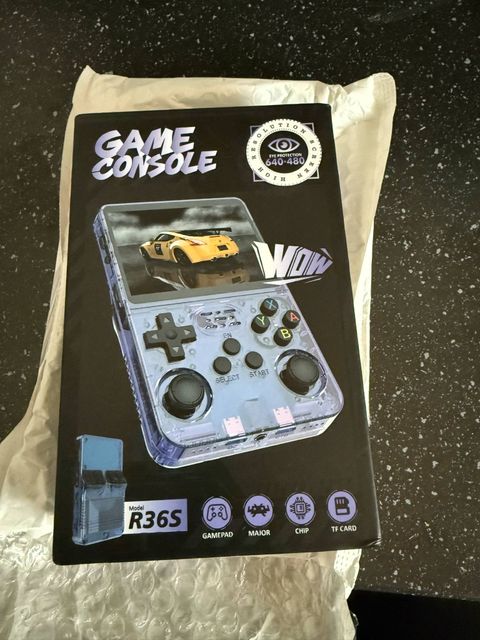 GAME
CONSOLE
HIGH RESOLUTION SCREEN
EYE PROTECTION
640·480
WOW
X
Y
A
B
FN
SELECT
START
Model
R36S
GAMEPAD
MAJOR
CHIP
TF CARD